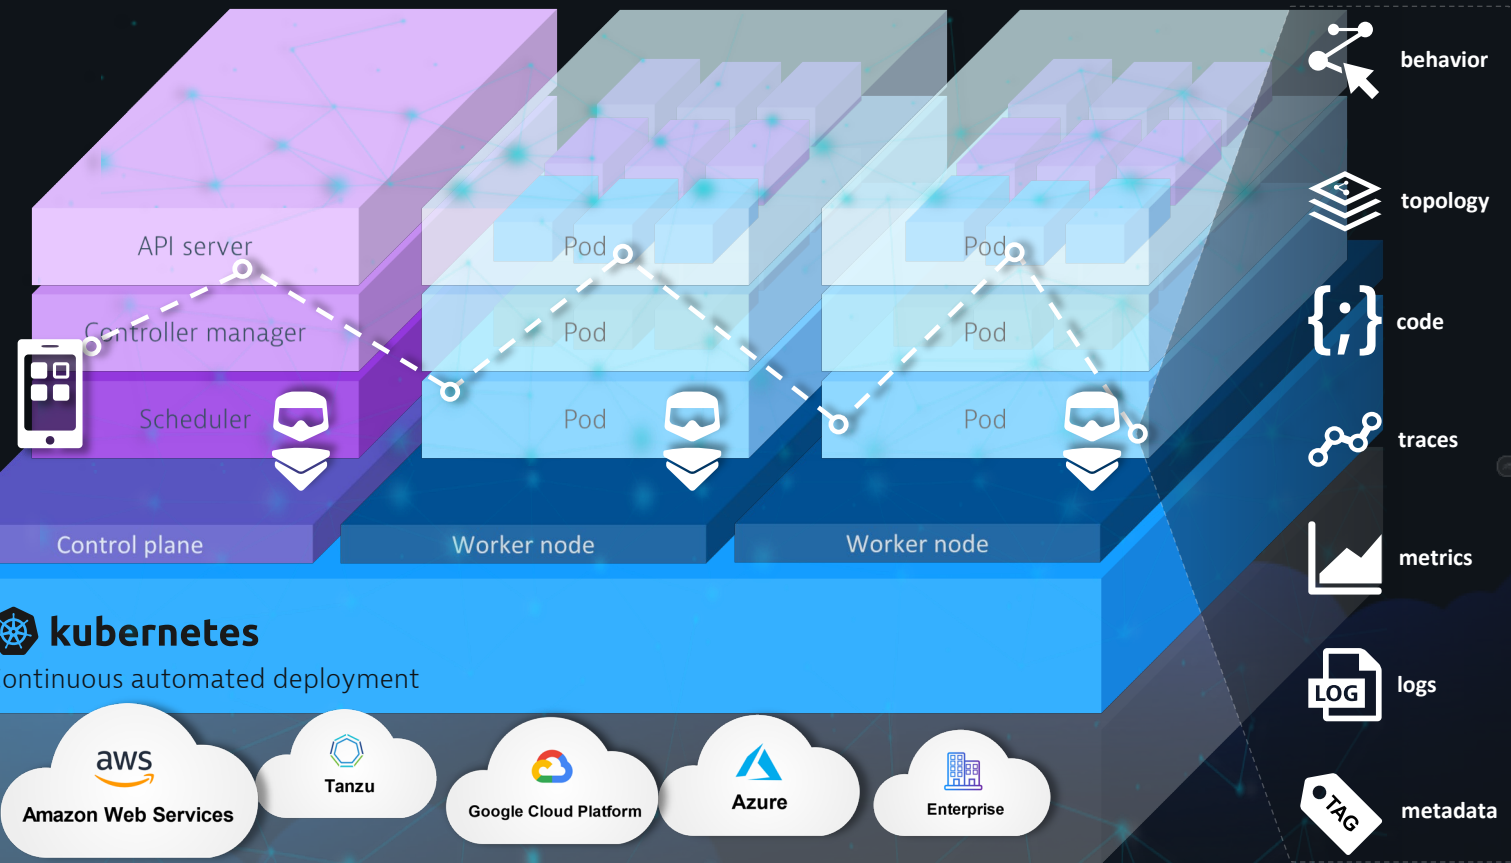 API server
Controller manager
Scheduler
Control plane
Pod
Pod
Pod
Worker node
Pod
Pod
Pod
Worker node
kubernetes
ontinuous automated deployment
aws
Amazon Web Services
Tanzu
Google Cloud Platform
Azure
Enterprise
behavior
topology
{;}
code
traces
metrics
LOG
logs
TAG
metadata